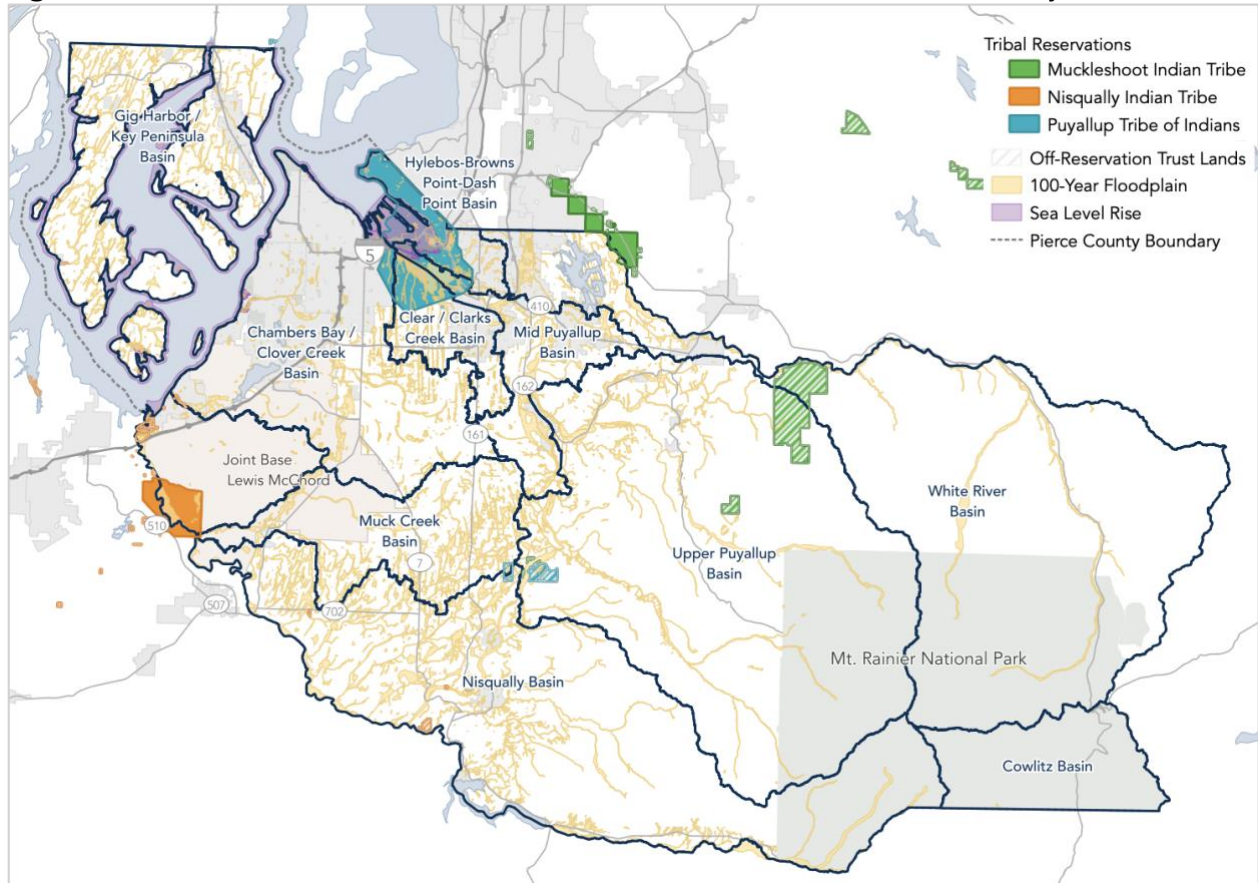 Tribal Reservations
Muckleshoot Indian Tribe
Nisqually Indian Tribe
Puyallup Tribe of Indians
Off-Reservation Trust Lands
100-Year Floodplain
Sea Level Rise
Pierce County Boundary
Gig Harbor /
Key Peninsula
Basin
Hylebos-Browns
Point-Dash
Point Basin
5
410
Chambers Bay /
Clover Creek
Basin
Clear / Clarks
Creek Basin
Mid Puyallup
Basin
162
161
Joint Base
Lewis McChord
White River
Basin
510
Muck Creek
Basin
7
Upper Puyallup
Basin
507
702
Mt. Rainier National Park
Nisqually Basin
Cowlitz Basin